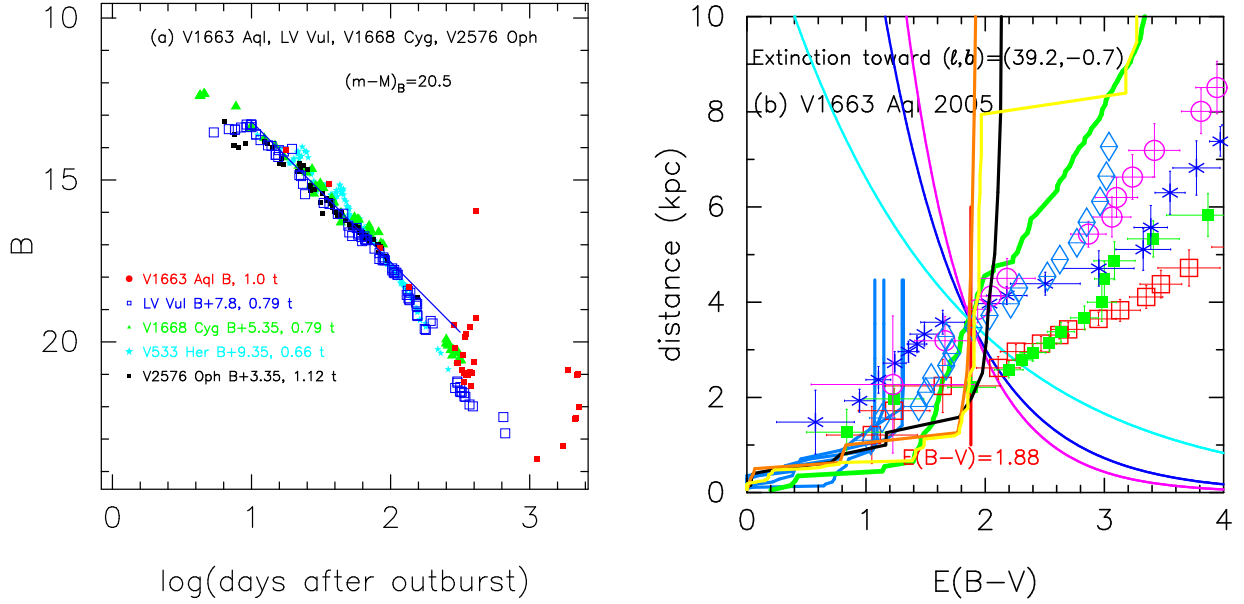 (a) V1663 Aql, LV Vul, V1668 Cyg, V2576 Oph
(m−M)B=20.5
V1663 Aql B, 1.0 t
LV Vul B+7.8, 0.79 t
V1668 Cyg B+5.35, 0.79 t
V533 Her B+9.35, 0.66 t
V2576 Oph B+3.35, 1.12 t
10
15
20
B
0
1
2
3
log(days after outburst)
Extinction toward (l,b)=(39.2,−0.7)
(b) V1663 Aql 2005
E(B−V)=1.88
10
8
6
4
2
0
distance (kpc)
0
1
2
3
4
E(B−V)